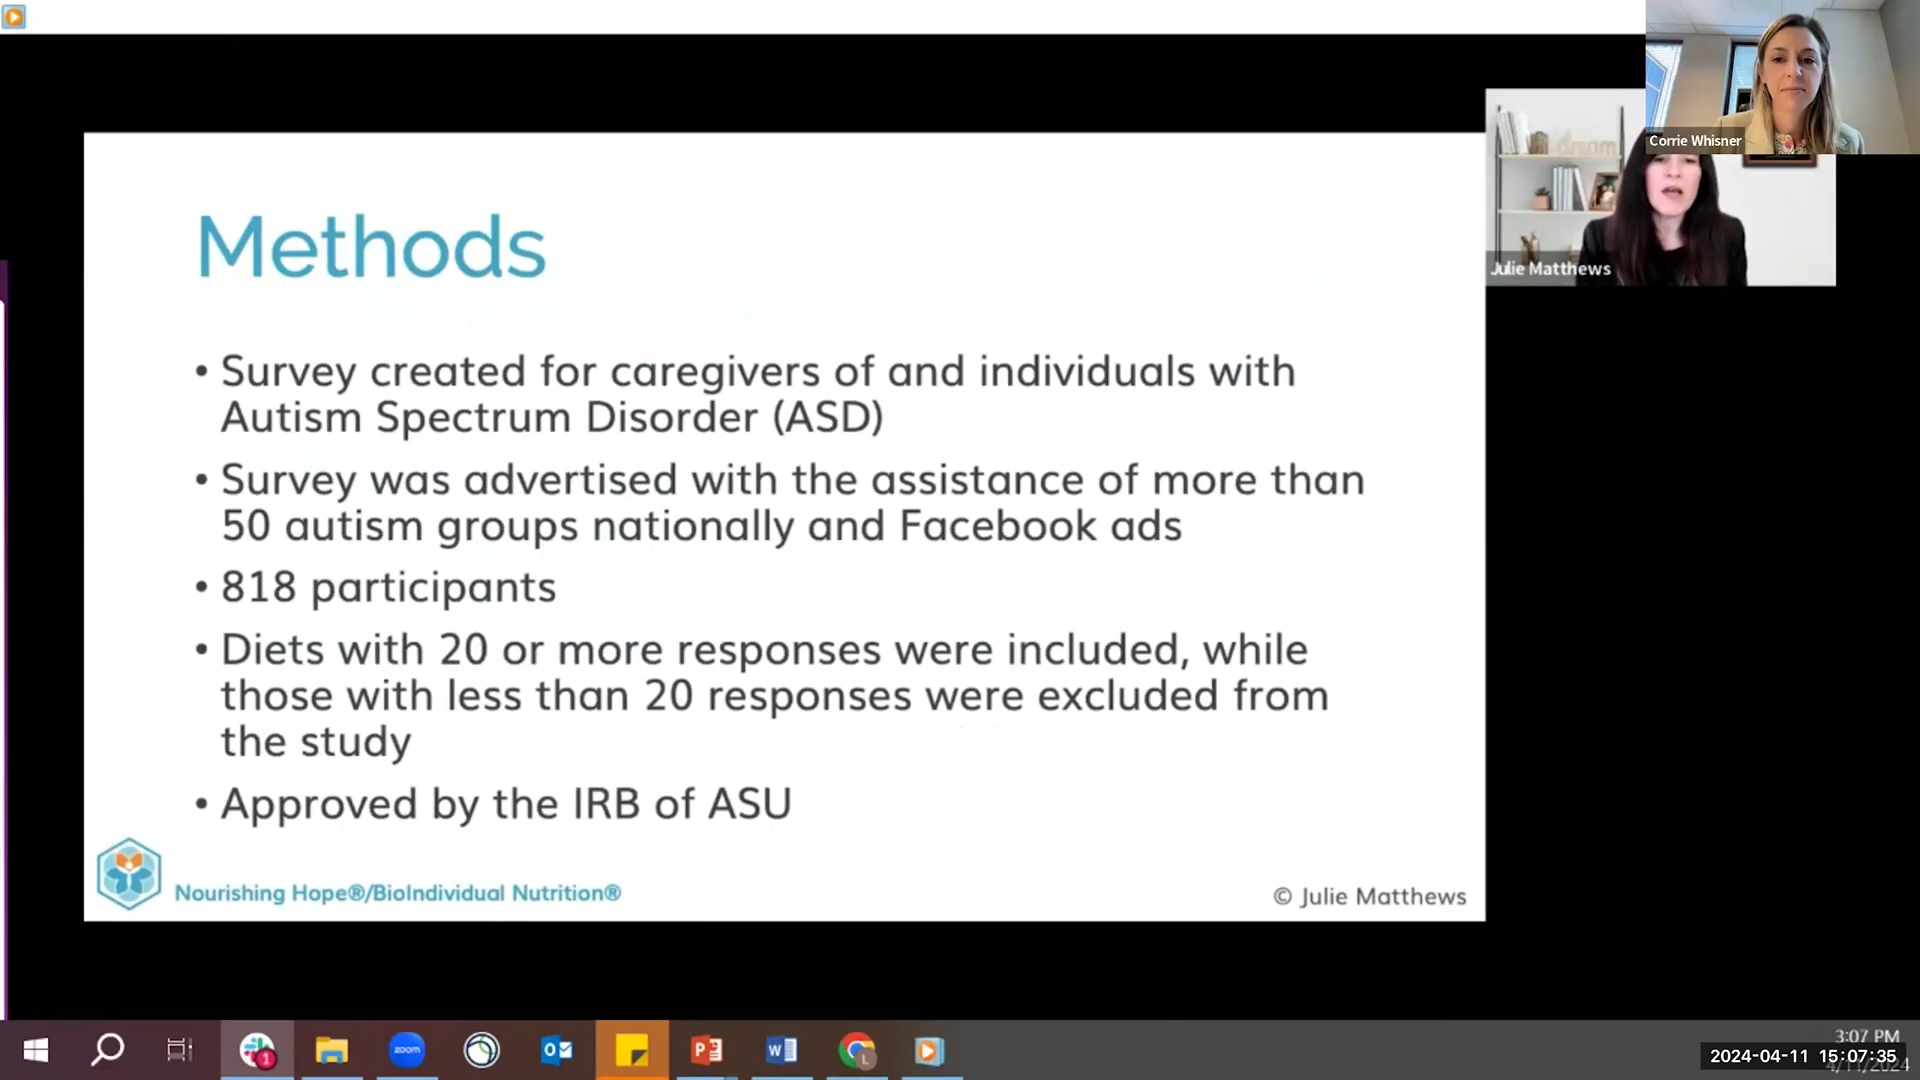 Corrie Whisner
dream
Julie Matthews
Methods
• Survey created for caregivers of and individuals with
Autism Spectrum Disorder (ASD)
• Survey was advertised with the assistance of more than
50 autism groups nationally and Facebook ads
• 818 participants
• Diets with 20 or more responses were included, while
those with less than 20 responses were excluded from
the study
• Approved by the IRB of ASU
Nourishing Hope®/BioIndividual Nutrition®
© Julie Matthews
1
zoom
L
3:07 PM
2024-04-11 15:07:35
4/11/2024